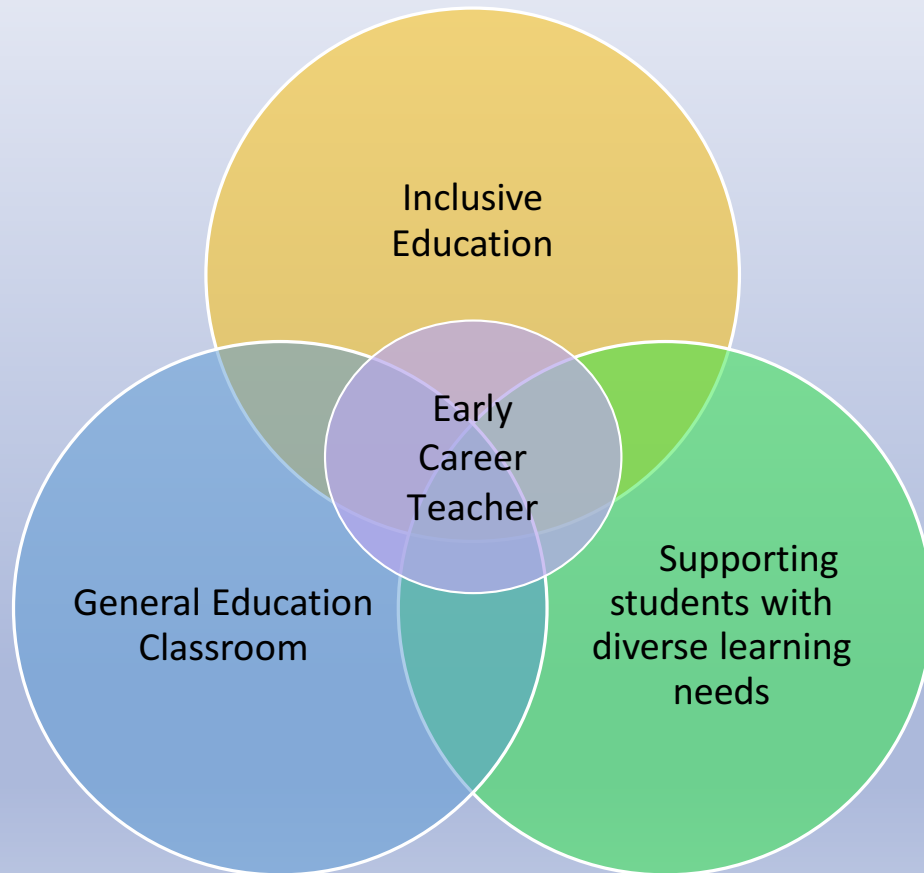 Inclusive
Education
Early
Career
Teacher
General Education
Classroom
Supporting
students with
diverse learning
needs